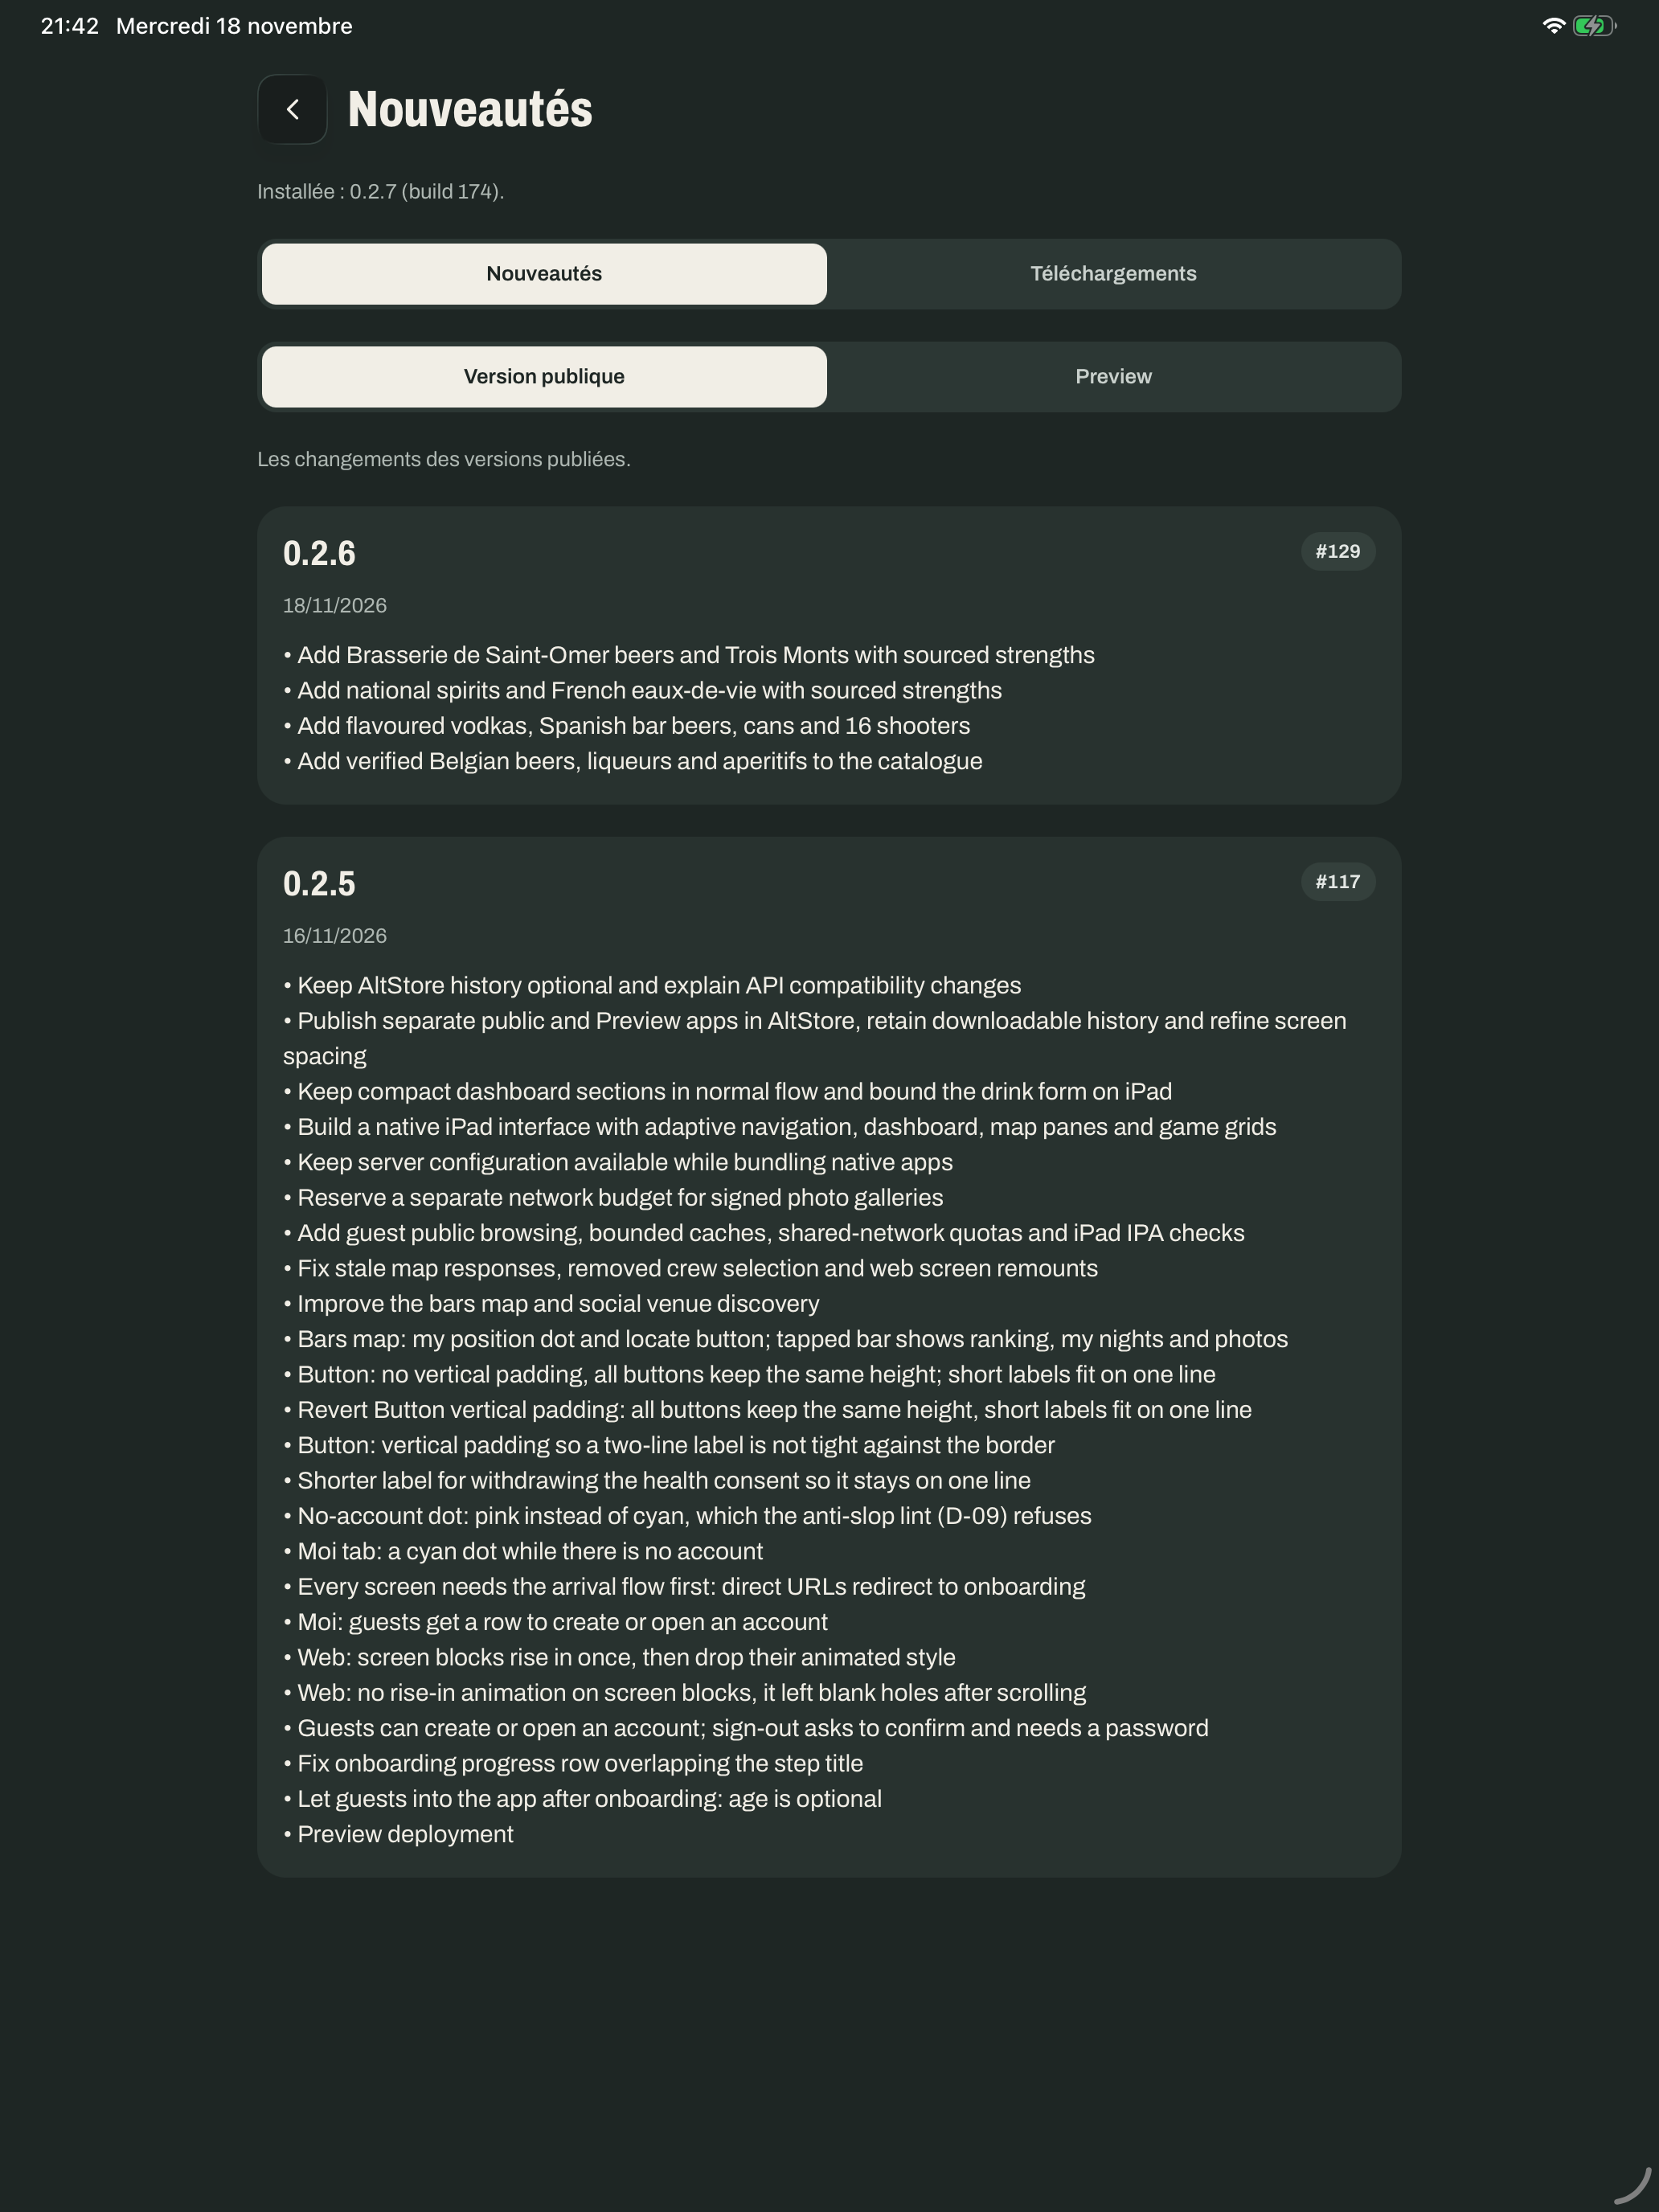 21:42 Mercredi 18 novembre
Nouveautés
Installée : 0.2.7 (build 174).
Nouveautés
Téléchargements
Version publique
Preview
Les changements des versions publiées.
0.2.6
#129
18/11/2026
• Add Brasserie de Saint-Omer beers and Trois Monts with sourced strengths
• Add national spirits and French eaux-de-vie with sourced strengths
• Add flavoured vodkas, Spanish bar beers, cans and 16 shooters
• Add verified Belgian beers, liqueurs and aperitifs to the catalogue
0.2.5
#117
16/11/2026
• Keep AltStore history optional and explain API compatibility changes
• Publish separate public and Preview apps in AltStore, retain downloadable history and refine screen
spacing
• Keep compact dashboard sections in normal flow and bound the drink form on iPad
• Build a native iPad interface with adaptive navigation, dashboard, map panes and game grids
• Keep server configuration available while bundling native apps
• Reserve a separate network budget for signed photo galleries
• Add guest public browsing, bounded caches, shared-network quotas and iPad IPA checks
• Fix stale map responses, removed crew selection and web screen remounts
• Improve the bars map and social venue discovery
• Bars map: my position dot and locate button; tapped bar shows ranking, my nights and photos
• Button: no vertical padding, all buttons keep the same height; short labels fit on one line
• Revert Button vertical padding: all buttons keep the same height, short labels fit on one line
• Button: vertical padding so a two-line label is not tight against the border
• Shorter label for withdrawing the health consent so it stays on one line
• No-account dot: pink instead of cyan, which the anti-slop lint (D-09) refuses
• Moi tab: a cyan dot while there is no account
• Every screen needs the arrival flow first: direct URLs redirect to onboarding
• Moi: guests get a row to create or open an account
• Web: screen blocks rise in once, then drop their animated style
• Web: no rise-in animation on screen blocks, it left blank holes after scrolling
• Guests can create or open an account; sign-out asks to confirm and needs a password
• Fix onboarding progress row overlapping the step title
• Let guests into the app after onboarding: age is optional
• Preview deployment